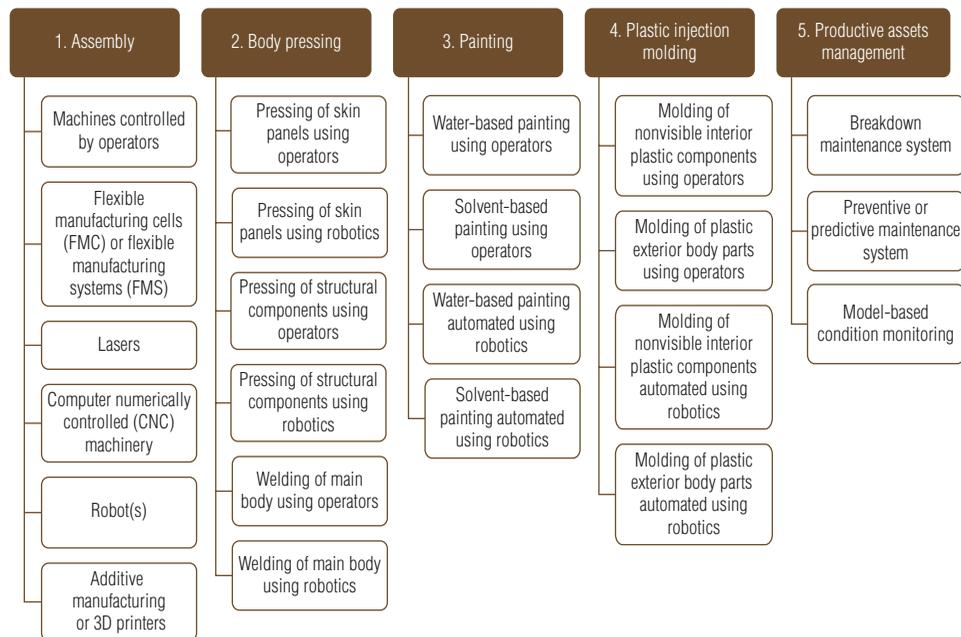 1. Assembly
Machines controlled
by operators
Flexible
manufacturing cells
(FMC) or flexible
manufacturing
systems (FMS)
Lasers
Computer numerically
controlled (CNC)
machinery
Robot(s)
Additive
manufacturing
or 3D printers
2. Body pressing
Pressing of skin
panels using
operators
Pressing of skin
panels using robotics
Pressing of structural
components using
operators
Pressing of structural
components using
robotics
Welding of main
body using operators
Welding of main body
using robotics
3. Painting
Water-based painting
using operators
Solvent-based
painting using
operators
Water-based painting
automated using
robotics
Solvent-based
painting automated
using robotics
4. Plastic injection
molding
Molding of
nonvisible interior
plastic components
using operators
Molding of plastic
exterior body parts
using operators
Molding of
nonvisible interior
plastic components
automated using
robotics
Molding of plastic
exterior body parts
automated using
robotics
5. Productive assets
management
Breakdown
maintenance system
Preventive or
predictive maintenance
system
Model-based
condition monitoring